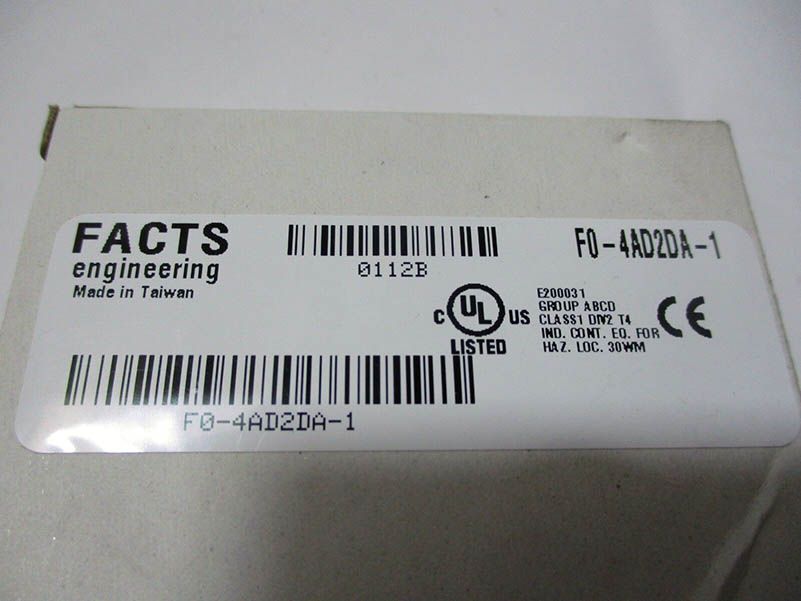 FACTS
engineering
Made in Taiwan
0112B
F0-4AD2DA-1
C UL US
LISTED
E200031
GROUP ABCD
CLASS1 DIV2 T4
IND. CONT. EQ. FOR
HAZ. LOC. 30WM
CE
F0-4AD2DA-1